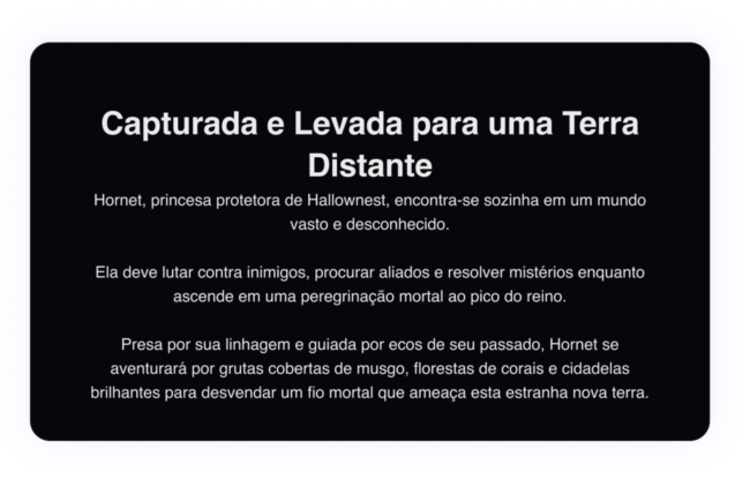 Capturada e Levada para uma Terra
Distante
Hornet, princesa protetora de Hallownest, encontra-se sozinha em um mundo
vasto e desconhecido.
Ela deve lutar contra inimigos, procurar aliados e resolver mistérios enquanto
ascende em uma peregrinação mortal ao pico do reino.
Presa por sua linhagem e guiada por ecos de seu passado, Hornet se
aventurará por grutas cobertas de musgo, florestas de corais e cidadelas
brilhantes para desvendar um fio mortal que ameaça esta estranha nova terra.